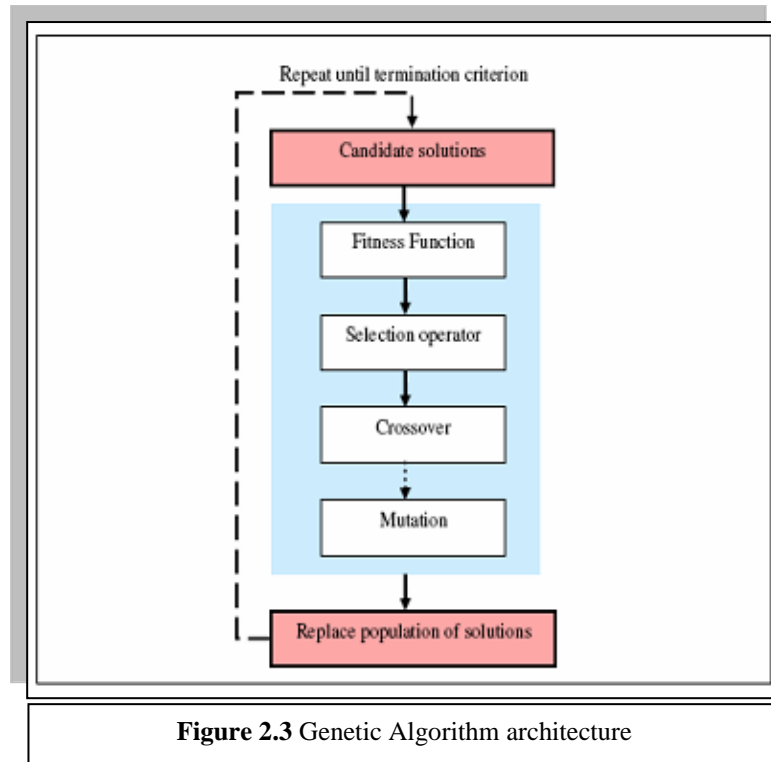 Repeat until termination criterion
Candidate solutions
Fitness Function
Selection operator
Crossover
Mutation
Replace population of solutions
Figure 2.3 Genetic Algorithm architecture